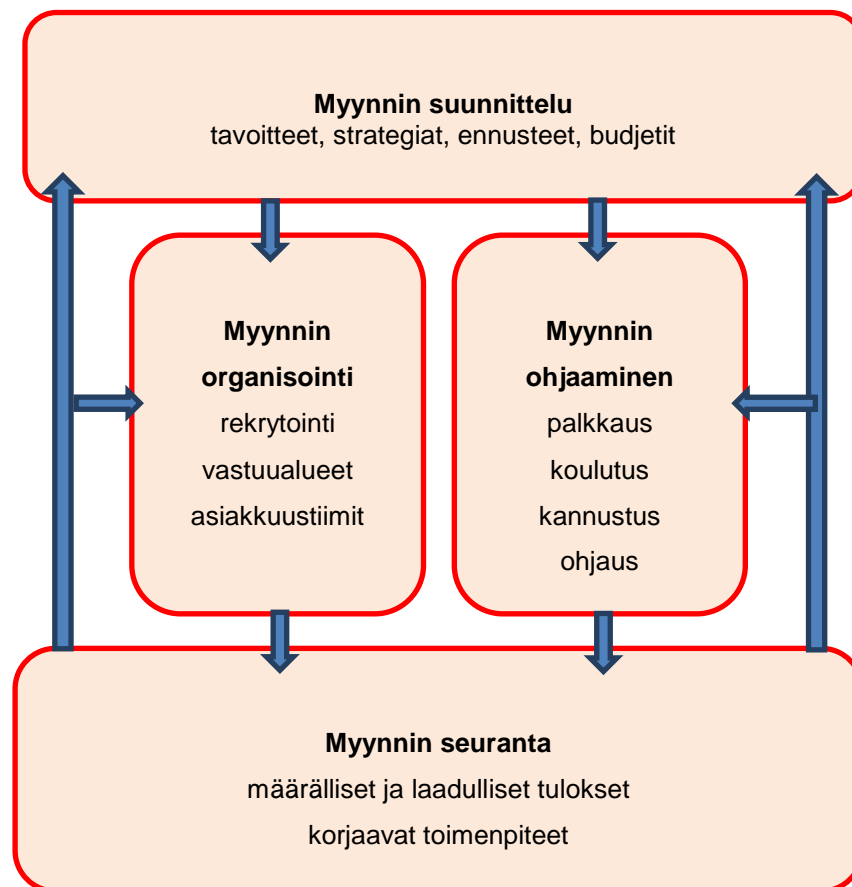 Myynnin suunnittelu
tavoitteet, strategiat, ennusteet, budjetit
Myynnin
organisointi
rekrytointi
vastuualueet
asiakkuustiimit
Myynnin
ohjaaminen
palkkaus
koulutus
kannustus
ohjaus
Myynnin seuranta
määrälliset ja laadulliset tulokset
korjaavat toimenpiteet